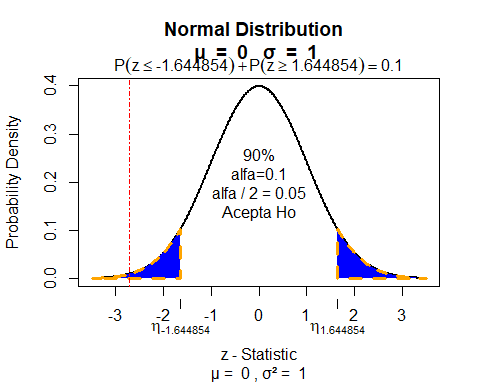 Normal Distribution
μ = 0 σ = 1
P(z ≤ -1.644854) + P(z ≥ 1.644854) = 0.1
Probability Density
0.4
0.3
0.2
0.1
0.0
90%
alfa=0.1
alfa / 2 = 0.05
Acepta Ho
-3 -2 -1 0 1 2 3
η-1.644854 η1.644854
z - Statistic
μ = 0 , σ² = 1